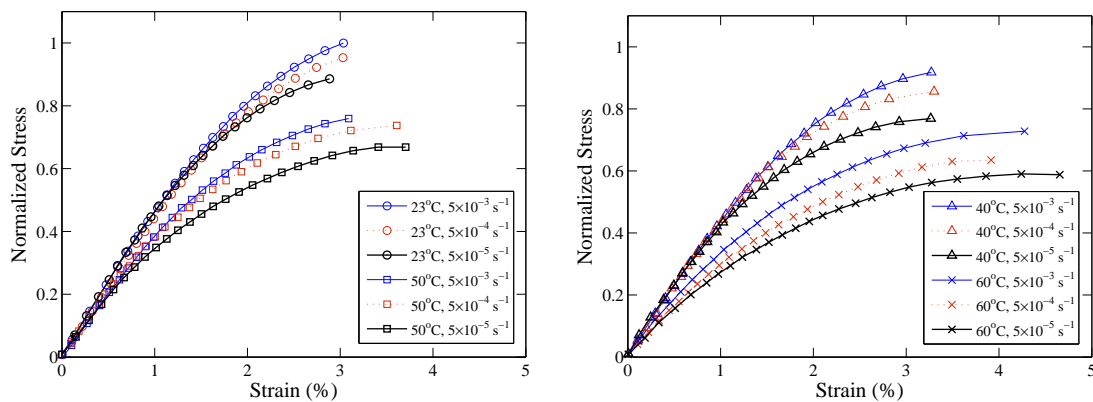 Normalized Stress
1
0.8
0.6
0.4
0.2
0
0 1 2 3 4 5
Strain (%)
23°C, 5×10⁻³ s⁻¹
23°C, 5×10⁻⁴ s⁻¹
23°C, 5×10⁻⁵ s⁻¹
50°C, 5×10⁻³ s⁻¹
50°C, 5×10⁻⁴ s⁻¹
50°C, 5×10⁻⁵ s⁻¹
Normalized Stress
1
0.8
0.6
0.4
0.2
0
0 1 2 3 4 5
Strain (%)
40°C, 5×10⁻³ s⁻¹
40°C, 5×10⁻⁴ s⁻¹
40°C, 5×10⁻⁵ s⁻¹
60°C, 5×10⁻³ s⁻¹
60°C, 5×10⁻⁴ s⁻¹
60°C, 5×10⁻⁵ s⁻¹